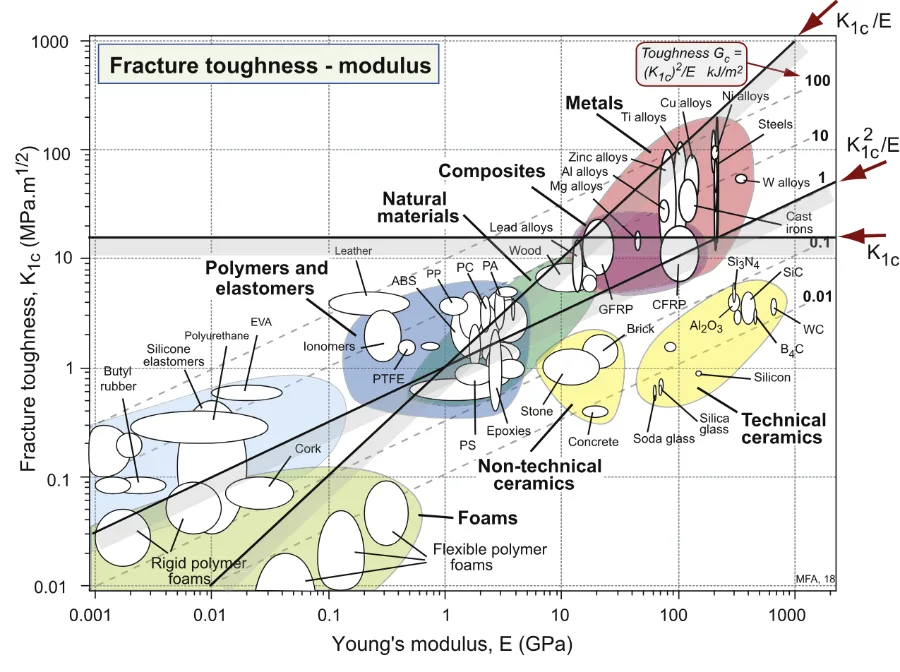 K1c /E
1000
Fracture toughness - modulus
Toughness Gc =
(K1c)²/E kJ/m²
100
Metals
Cu alloys
Ni alloys
Ti alloys
Steels
10
K²1c/E
100
Zinc alloys
Al alloys
Mg alloys
Composites
W alloys
1
Natural
materials
Lead alloys
Cast
irons
0.1
K1c
Leather
Wood
10
Polymers and
elastomers
ABS
PP
PC
PA
Si3N4
SiC
0.01
GFRP
CFRP
EVA
Polyurethane
Silicone
elastomers
Ionomers
Brick
Al2O3
WC
B4C
Butyl
rubber
PTFE
1
Silicon
Stone
Epoxies
PS
Concrete
Soda glass
Silica
glass
Technical
ceramics
Cork
Non-technical
ceramics
0.1
Foams
Flexible polymer
foams
Rigid polymer
foams
0.01
MFA, 18
0.001
0.01
0.1
1
10
100
1000
Young's modulus, E (GPa)
Fracture toughness, K1c (MPa.m1/2)